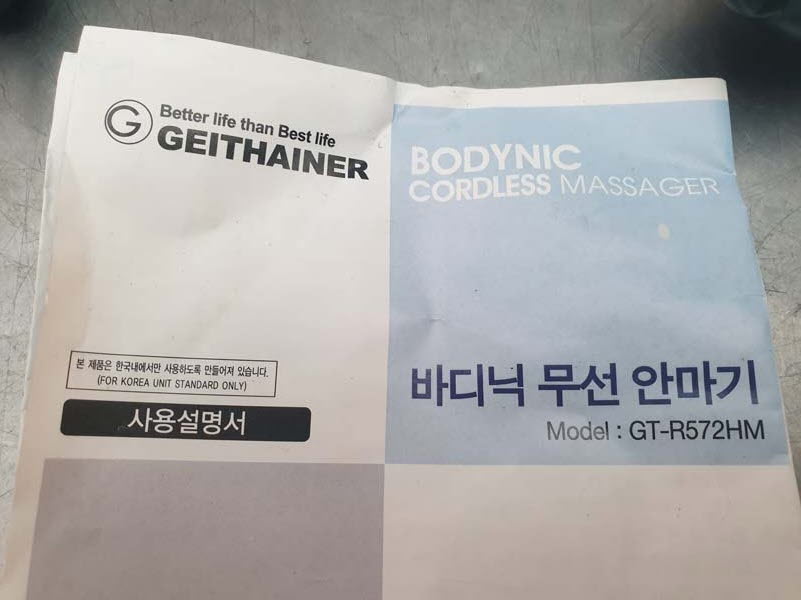 G
Better life than Best life
GEITHAINER
BODYNIC
CORDLESS MASSAGER
본 제품은 한국내에서만 사용하도록 만들어져 있습니다.
(FOR KOREA UNIT STANDARD ONLY)
사용설명서
바디닉 무선 안마기
Model : GT-R572HM